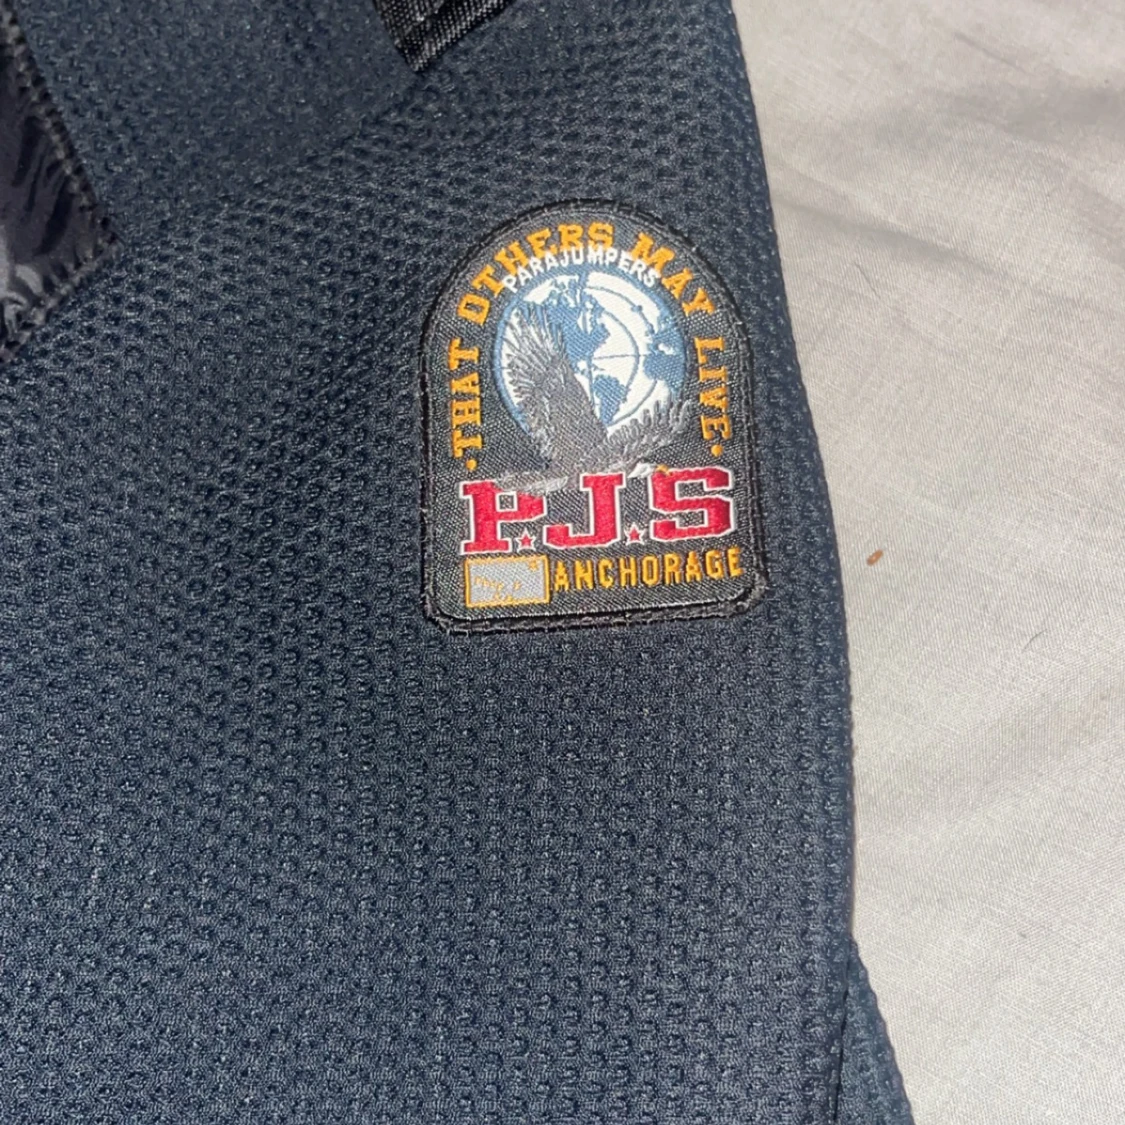 ·THAT OTHERS MAY LIVE·
PARAJUMPERS
P.J.S
ANCHORAGE